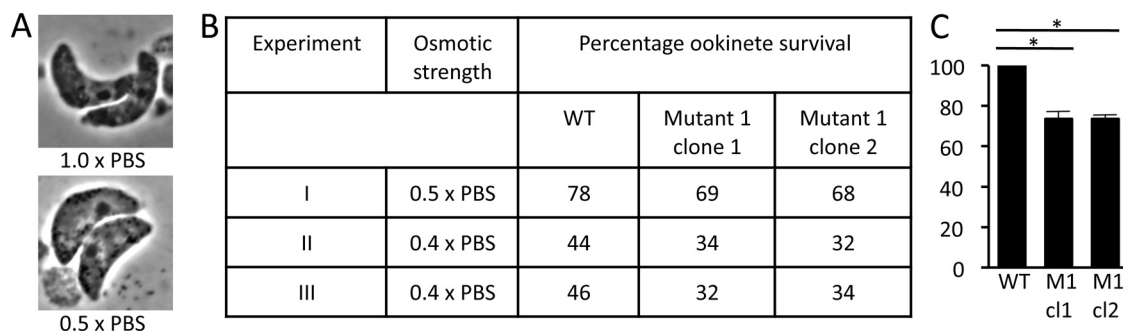 A
1.0 x PBS
0.5 x PBS
B
Experiment Osmotic strength Percentage ookinete survival
WT Mutant 1 clone 1 Mutant 1 clone 2
I 0.5 x PBS 78 69 68
II 0.4 x PBS 44 34 32
III 0.4 x PBS 46 32 34
C
*
*
100
80
60
40
20
0
WT M1 M1
cl1 cl2